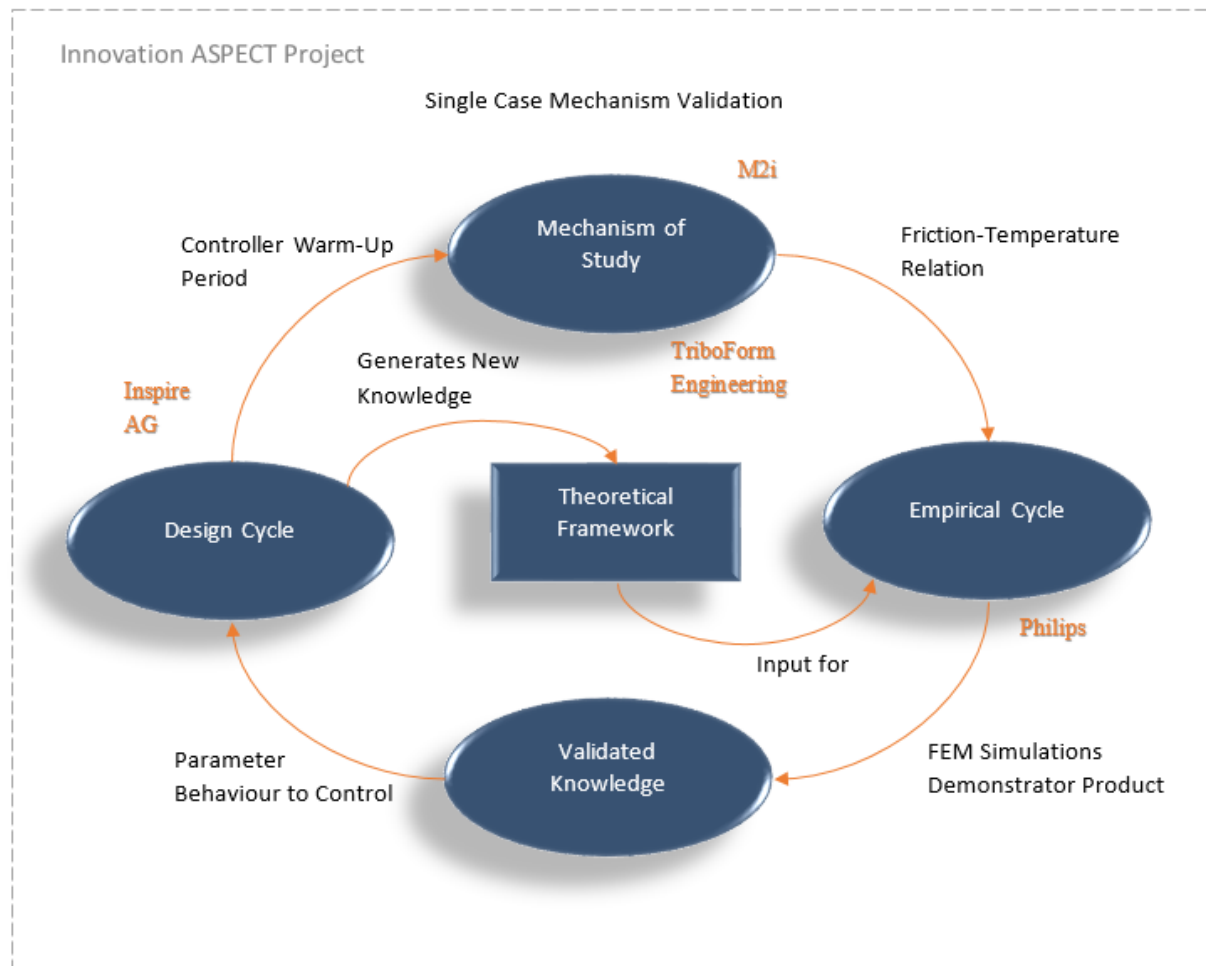 Innovation ASPECT Project
Single Case Mechanism Validation
M2i
Mechanism of
Study
Controller Warm-Up
Period
Friction-Temperature
Relation
TriboForm
Engineering
Generates New
Knowledge
Inspire
AG
Theoretical
Framework
Design Cycle
Empirical Cycle
Philips
Input for
Validated
Knowledge
Parameter
Behaviour to Control
FEM Simulations
Demonstrator Product